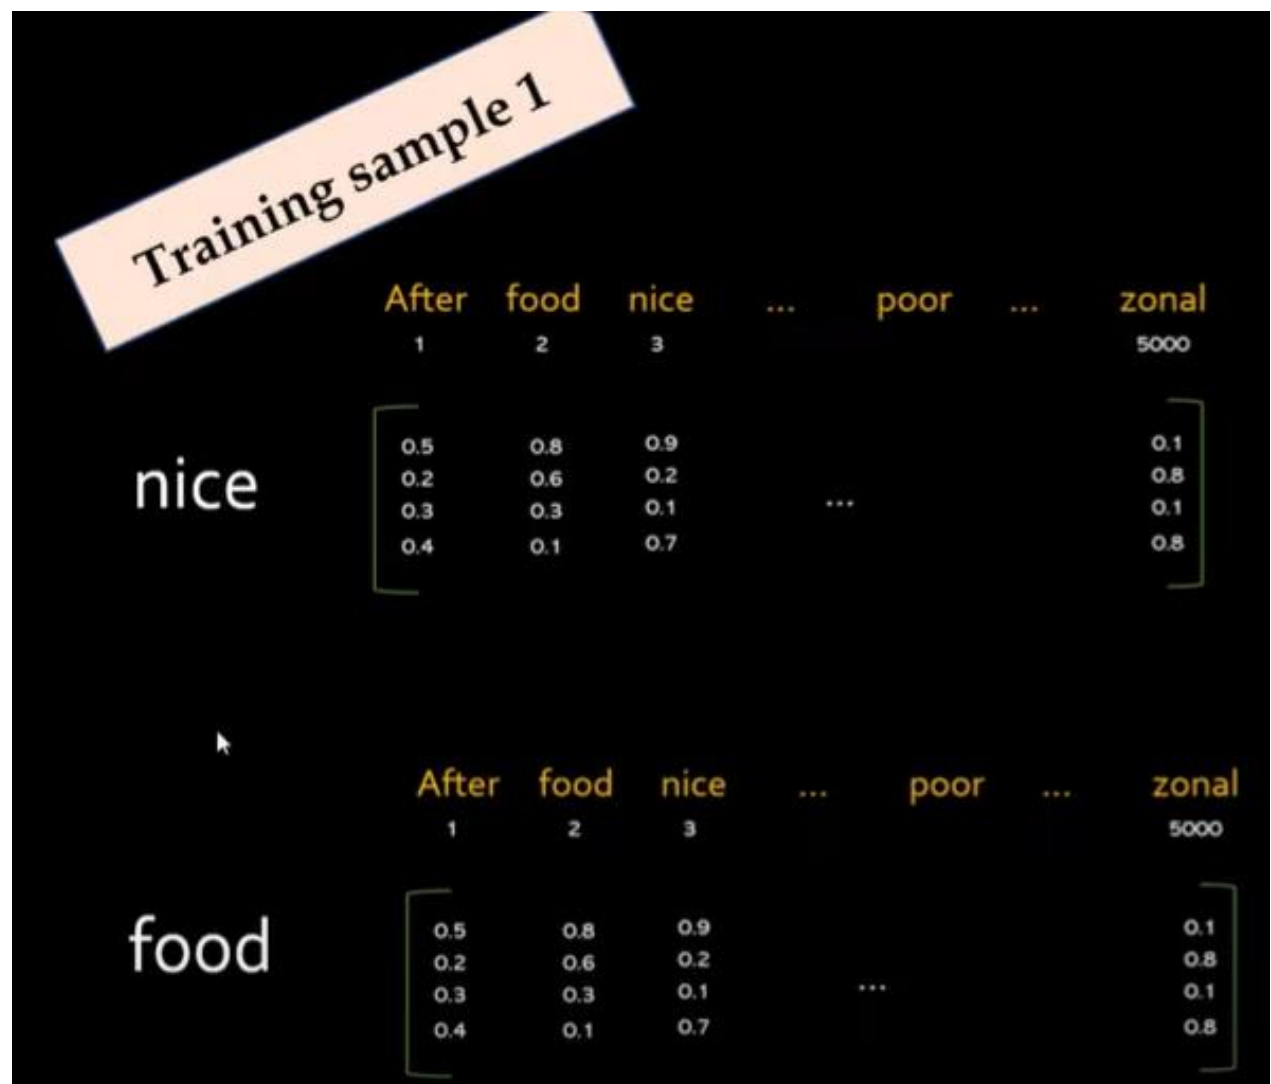 Training sample 1
After food nice ... poor ... zonal
1 2 3 5000
nice
0.5 0.8 0.9 0.1
0.2 0.6 0.2 0.8
0.3 0.3 0.1 ... 0.1
0.4 0.1 0.7 0.8
After food nice ... poor ... zonal
1 2 3 5000
food
0.5 0.8 0.9 0.1
0.2 0.6 0.2 0.8
0.3 0.3 0.1 ... 0.1
0.4 0.1 0.7 0.8